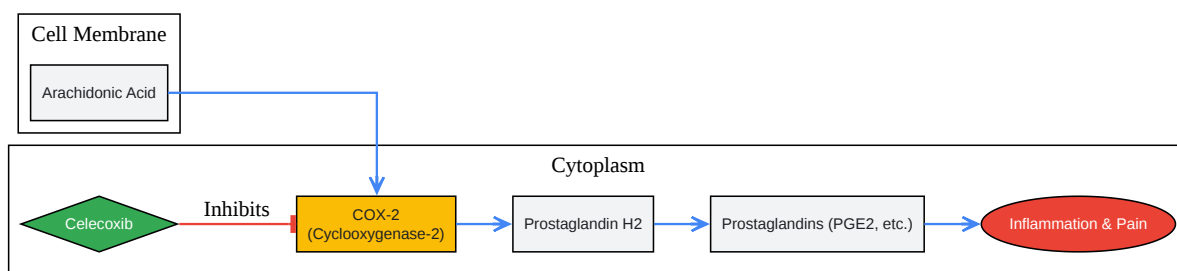 Cell Membrane
Arachidonic Acid
Cytoplasm
Celecoxib
Inhibits
COX-2
(Cyclooxygenase-2)
Prostaglandin H2
Prostaglandins (PGE2, etc.)
Inflammation & Pain